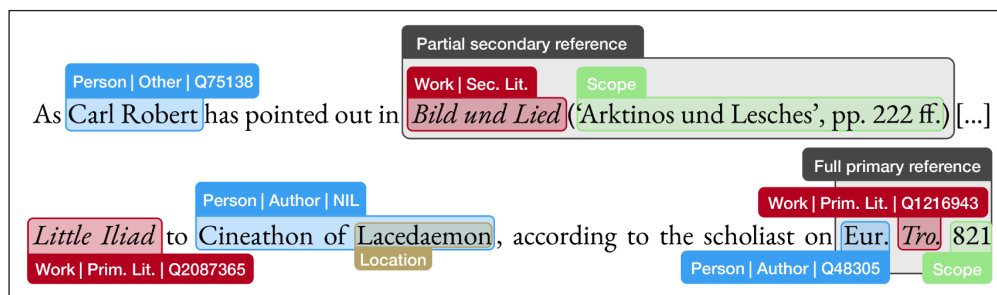 Partial secondary reference
Person | Other | Q75138
Work | Sec. Lit.
Scope
As Carl Robert has pointed out in Bild und Lied (‘Arktinos und Lesches’, pp. 222 ff.) [...]
Full primary reference
Person | Author | NIL
Work | Prim. Lit. | Q1216943
Little Iliad to Cineathon of Lacedaemon, according to the scholiast on Eur. Tro. 821
Location
Work | Prim. Lit. | Q2087365
Person | Author | Q48305
Scope